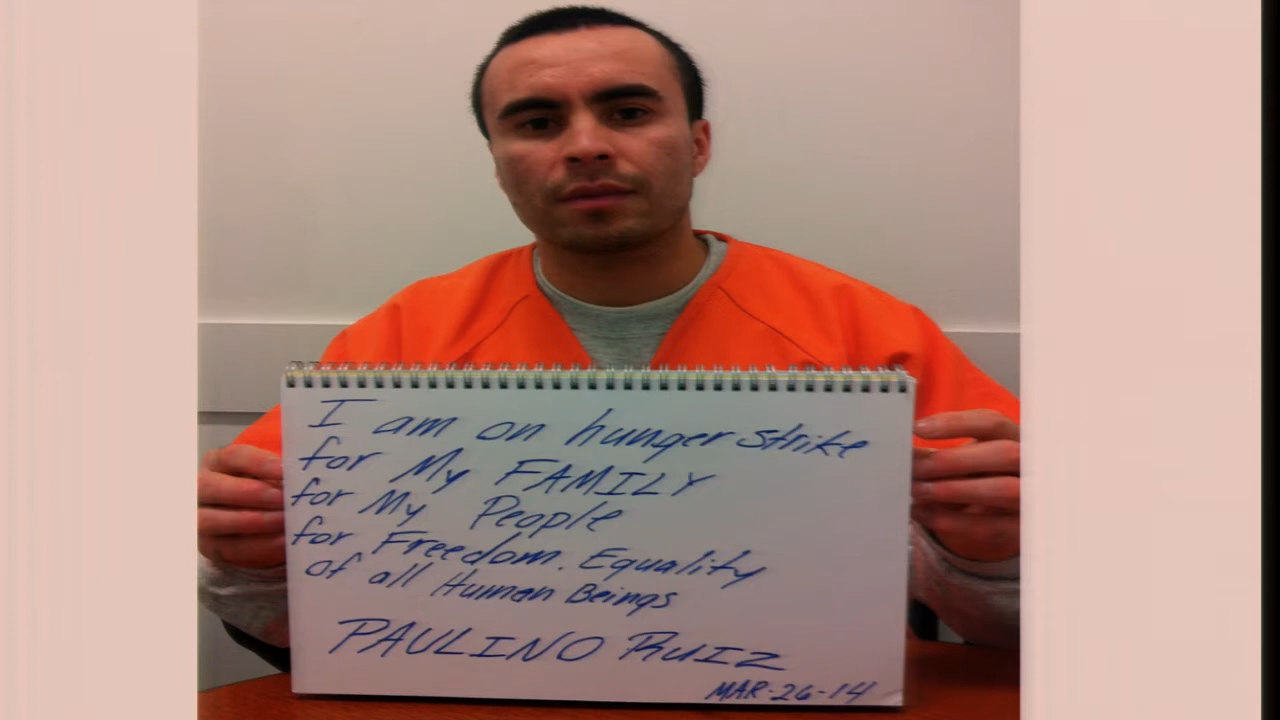 I am on hunger strike
for My FAMILY
for My People
for Freedom. Equality
of all Human Beings
PAULINO RUIZ
MAR-26-14